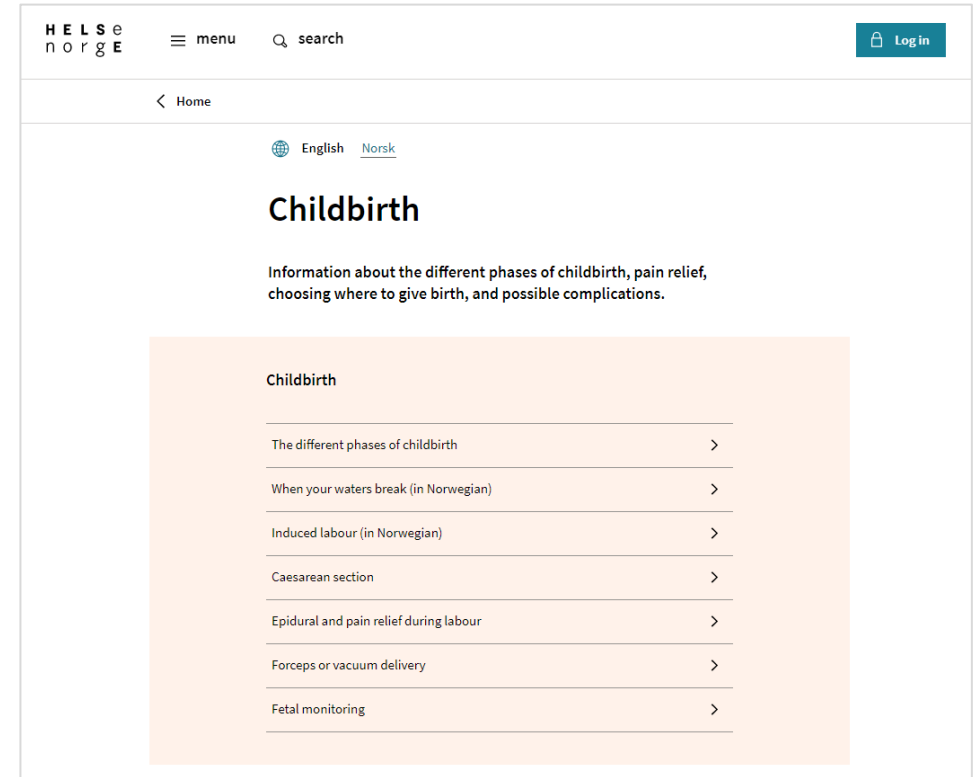 HELSe
norgE
menu
search
Log in
Home
English Norsk
Childbirth
Information about the different phases of childbirth, pain relief,
choosing where to give birth, and possible complications.
Childbirth
The different phases of childbirth
When your waters break (in Norwegian)
Induced labour (in Norwegian)
Caesarean section
Epidural and pain relief during labour
Forceps or vacuum delivery
Fetal monitoring